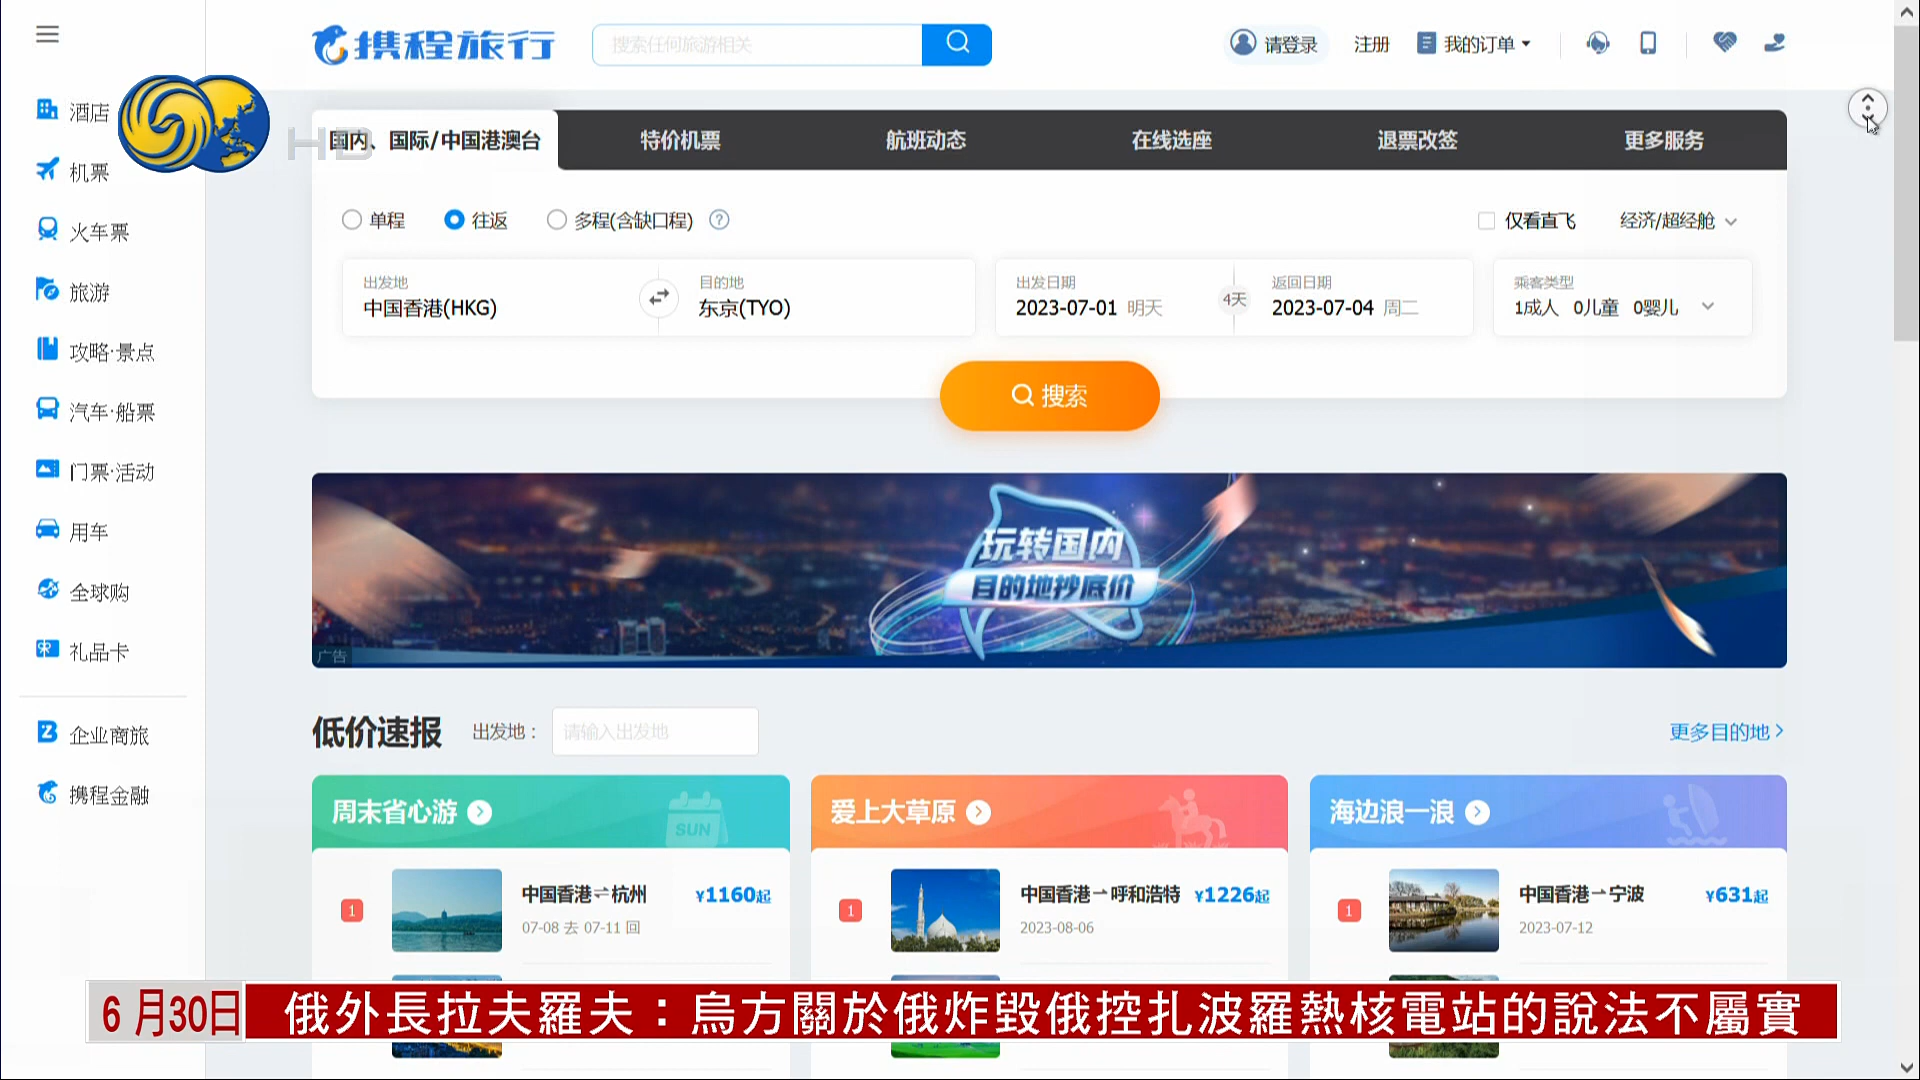 携程旅行
搜索任何旅游相关
请登录
注册
我的订单
酒店
机票
火车票
旅游
攻略·景点
汽车·船票
门票·活动
用车
全球购
礼品卡
企业商旅
携程金融
HD
国内、国际/中国港澳台
特价机票
航班动态
在线选座
退票改签
更多服务
单程
往返
多程(含缺口程)
?
仅看直飞
经济/超经舱
出发地
中国香港(HKG)
目的地
东京(TYO)
出发日期
2023-07-01 明天
4天
返回日期
2023-07-04 周二
乘客类型
1成人 0儿童 0婴儿
搜索
玩转国内
目的地抄底价
广告
低价速报
出发地：
请输入出发地
更多目的地
周末省心游
SUN
1
中国香港⇌杭州
¥1160起
07-08 去 07-11 回
爱上大草原
1
中国香港⇀呼和浩特
¥1226起
2023-08-06
海边浪一浪
1
中国香港⇀宁波
¥631起
2023-07-12
6月30日
俄外長拉夫羅夫：烏方關於俄炸毀俄控扎波羅熱核電站的說法不屬實